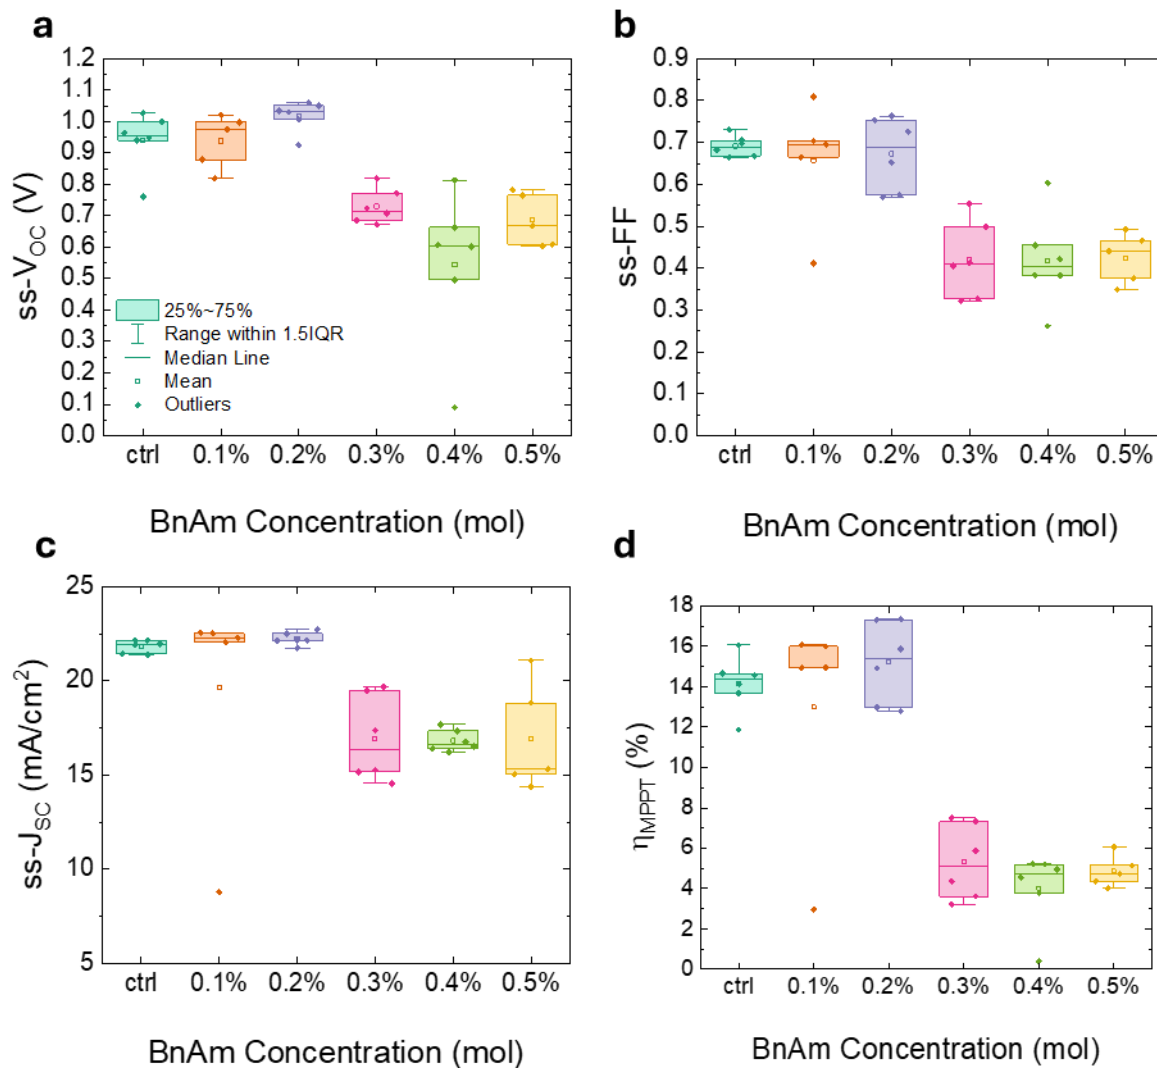 a
ss-V_OC (V)
1.2
1.1
1.0
0.9
0.8
0.7
0.6
0.5
0.4
0.3
0.2
0.1
0.0
25%~75%
Range within 1.5IQR
Median Line
Mean
Outliers
ctrl 0.1% 0.2% 0.3% 0.4% 0.5%
BnAm Concentration (mol)
b
ss-FF
0.9
0.8
0.7
0.6
0.5
0.4
0.3
0.2
0.1
0.0
ctrl 0.1% 0.2% 0.3% 0.4% 0.5%
BnAm Concentration (mol)
c
ss-J_SC (mA/cm²)
25
20
15
10
5
ctrl 0.1% 0.2% 0.3% 0.4% 0.5%
BnAm Concentration (mol)
d
η_MPPT (%)
18
16
14
12
10
8
6
4
2
0
ctrl 0.1% 0.2% 0.3% 0.4% 0.5%
BnAm Concentration (mol)